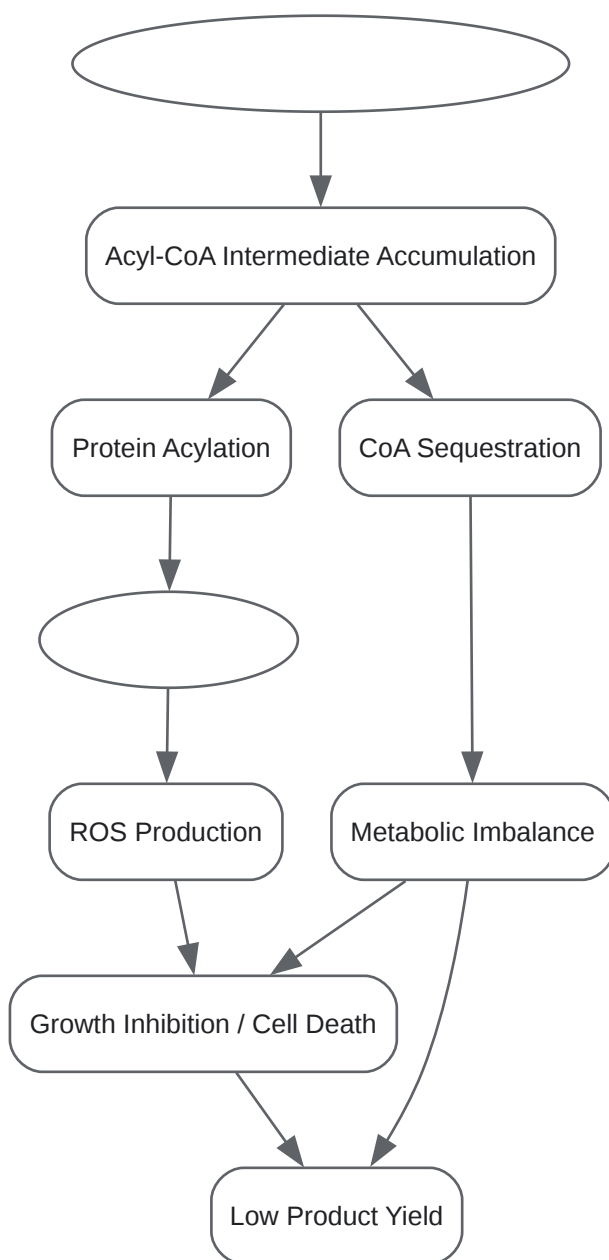 Acyl-CoA Intermediate Accumulation
Protein Acylation
CoA Sequestration
ROS Production
Metabolic Imbalance
Growth Inhibition / Cell Death
Low Product Yield